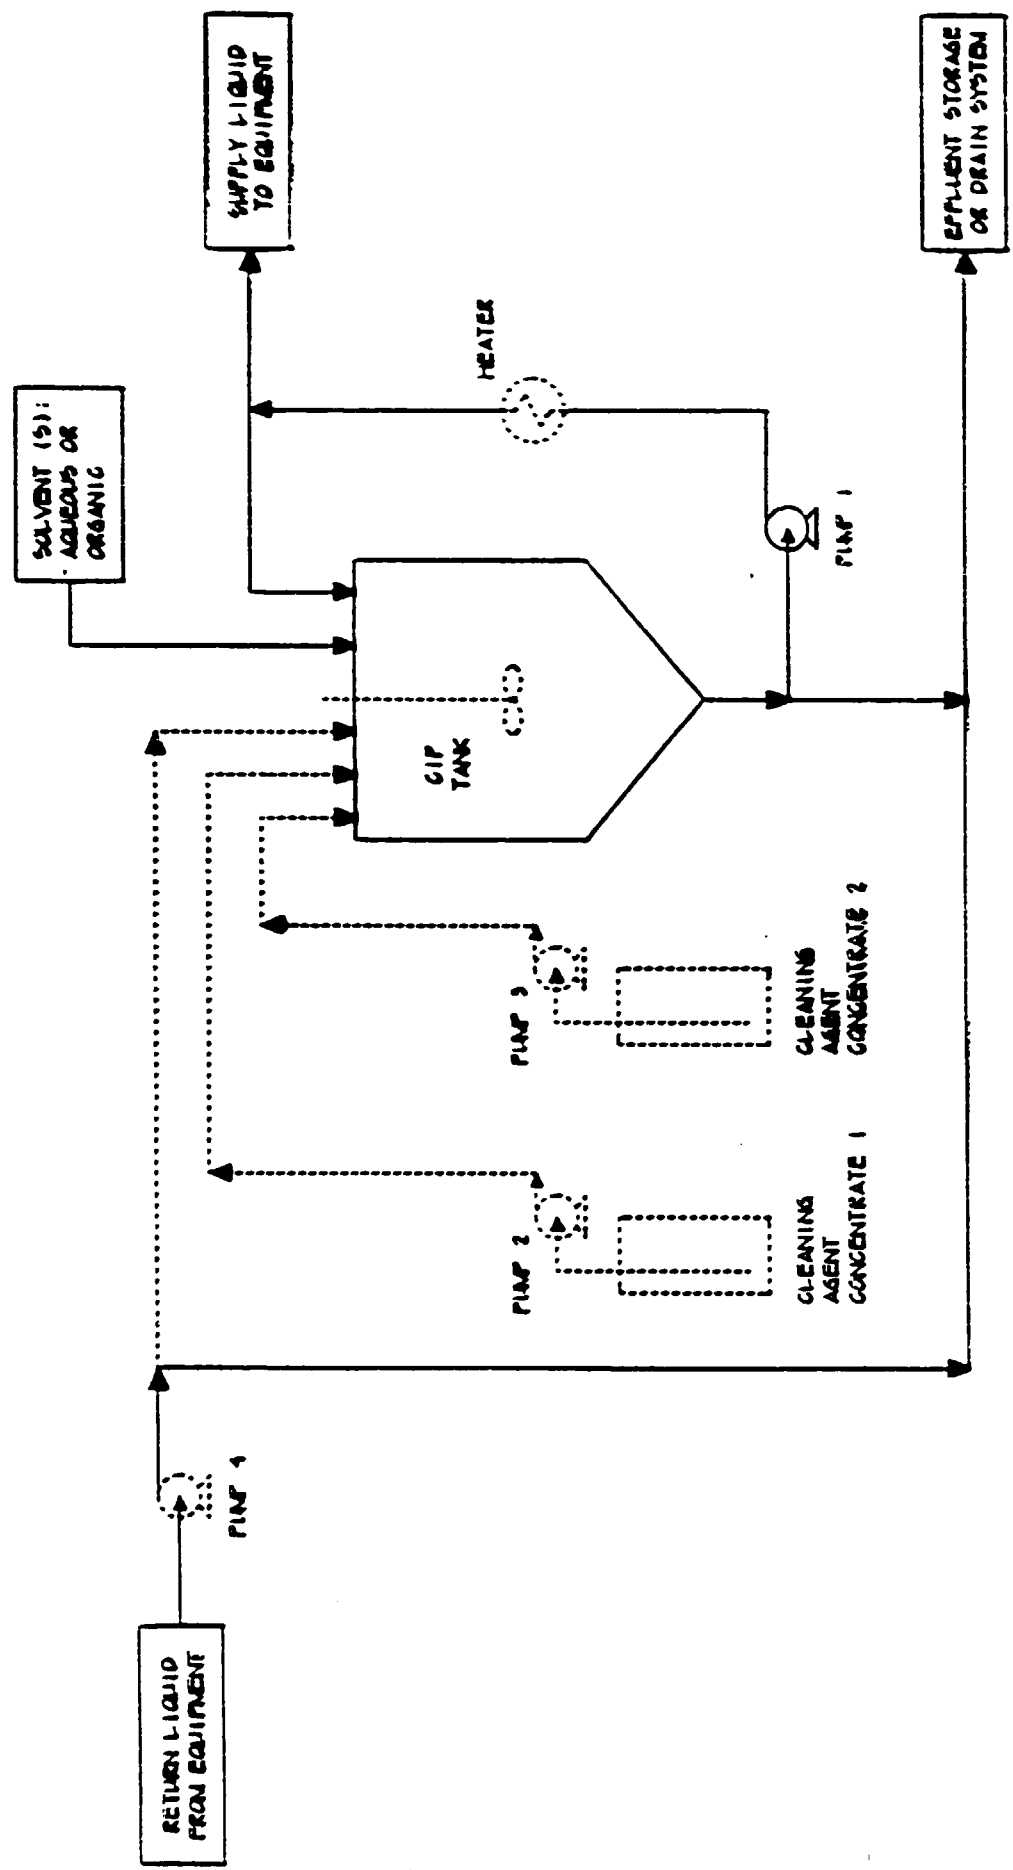 SOLVENT (S):
AQUEOUS OR
ORGANIC
RETURN LIQUID
FROM EQUIPMENT
SUPPLY LIQUID
TO EQUIPMENT
PUMP 4
CIP
TANK
HEATER
PUMP 2
PUMP 3
PUMP 1
CLEANING
AGENT
CONCENTRATE 1
CLEANING
AGENT
CONCENTRATE 2
EFFLUENT STORAGE
OR DRAIN SYSTEM